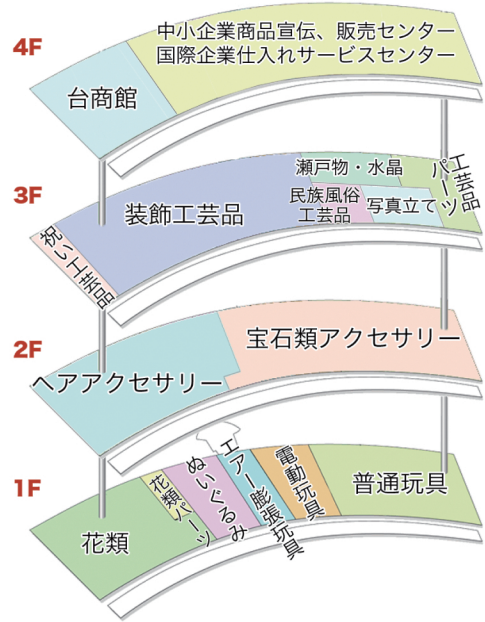 4F
中小企業商品宣伝、販売センター
国際企業仕入れサービスセンター
台商館
3F
瀬戸物・水晶
工芸品
パーツ
装飾工芸品
民族風俗
工芸品
写真立て
祝い工芸品
2F
宝石類アクセサリー
ヘアアクセサリー
1F
花類
花類パーツ
ぬいぐるみ
エアー膨張玩具
電動玩具
普通玩具